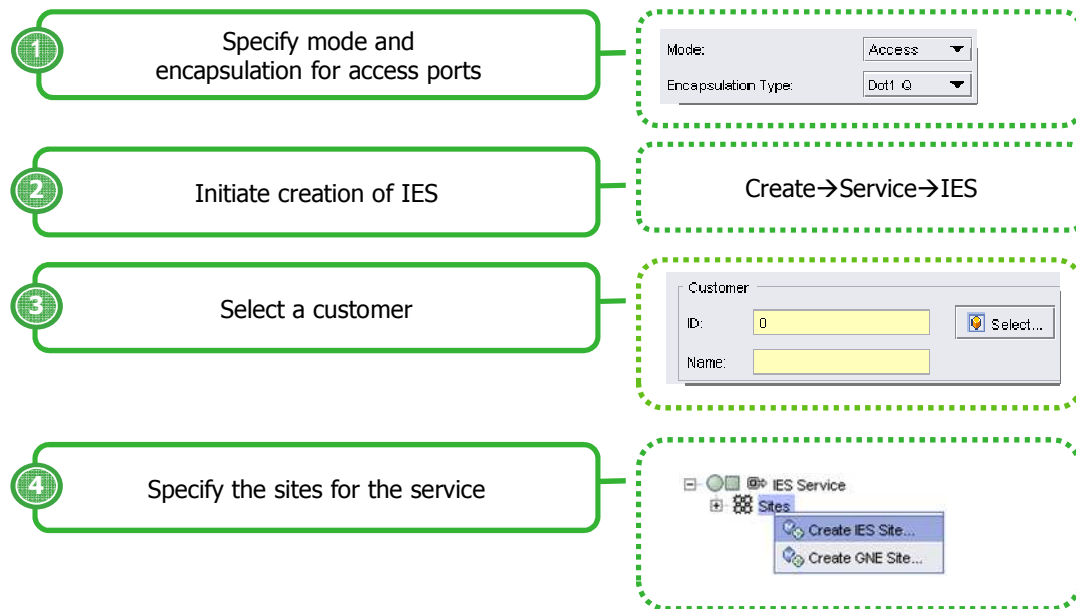 1
Specify mode and
encapsulation for access ports
Mode: Access
Encapsulation Type: Dot1 Q
2
Initiate creation of IES
Create→Service→IES
3
Select a customer
Customer
ID: 0 Select...
Name:
4
Specify the sites for the service
IES Service
Sites
Create IES Site...
Create GNE Site...